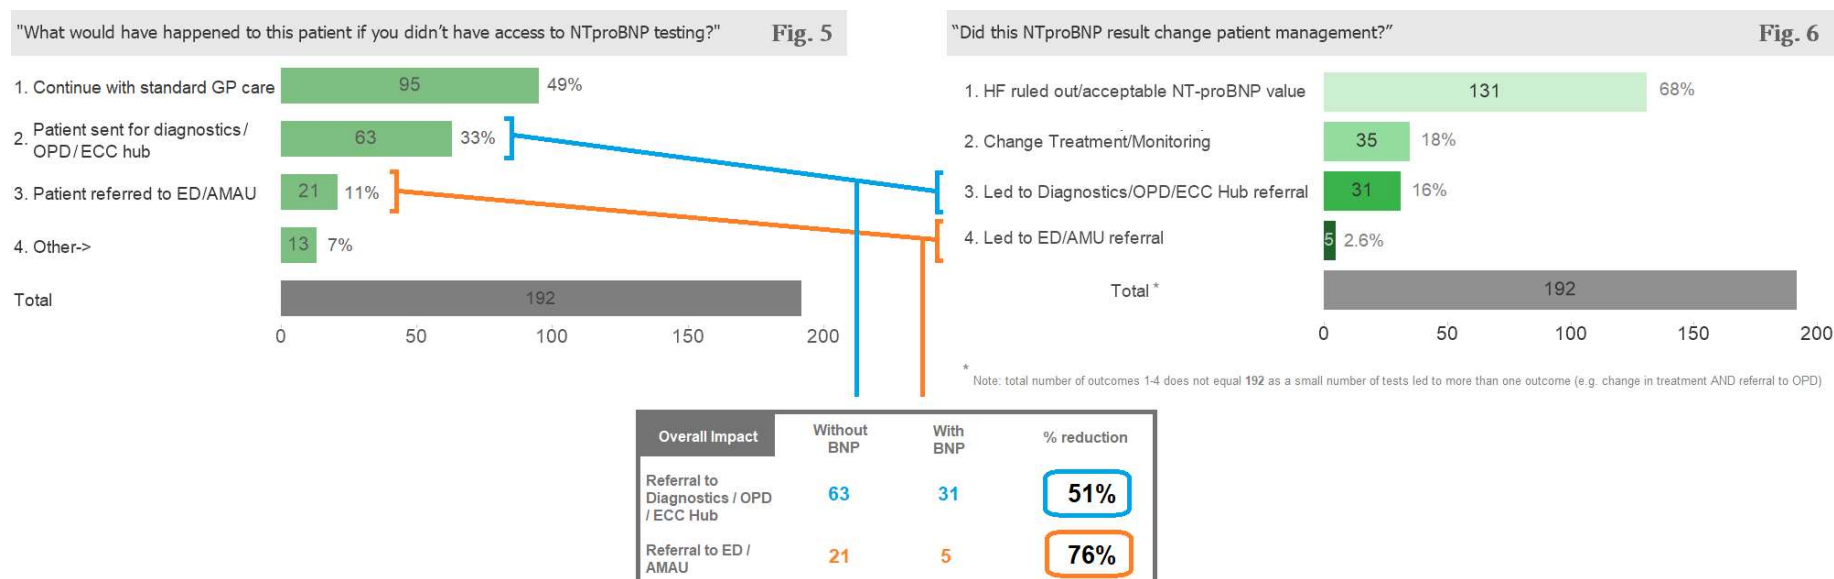 "What would have happened to this patient if you didn't have access to NTproBNP testing?" Fig. 5
1. Continue with standard GP care 95 49%
2. Patient sent for diagnostics/
OPD/ECC hub 63 33%
3. Patient referred to ED/AMAU 21 11%
4. Other-> 13 7%
Total 192
0 50 100 150 200
“Did this NTproBNP result change patient management?” Fig. 6
1. HF ruled out/acceptable NT-proBNP value 131 68%
2. Change Treatment/Monitoring 35 18%
3. Led to Diagnostics/OPD/ECC Hub referral 31 16%
4. Led to ED/AMU referral 5 2.6%
Total * 192
0 50 100 150 200
* Note: total number of outcomes 1-4 does not equal 192 as a small number of tests led to more than one outcome (e.g. change in treatment AND referral to OPD)
Overall Impact Without
BNP With
BNP % reduction
Referral to
Diagnostics / OPD
/ ECC Hub 63 31 51%
Referral to ED /
AMAU 21 5 76%